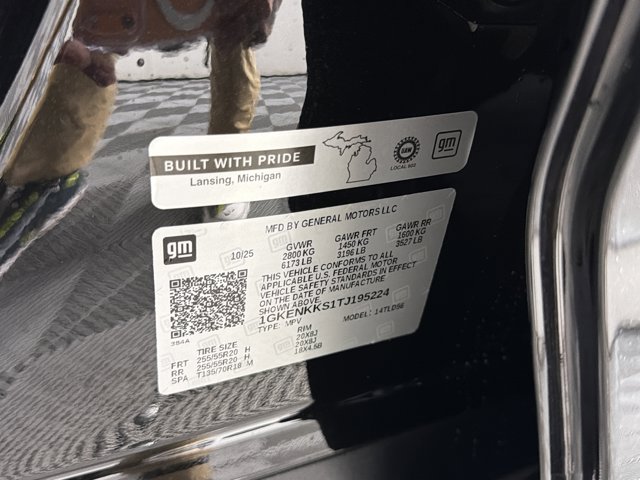 BUILT WITH PRIDE
Lansing, Michigan
UAW
LOCAL 602
gm
gm
MFD BY GENERAL MOTORS LLC
10/25
GVWR GAWR FRT GAWR RR
2800 KG 1450 KG 1600 KG
6173 LB 3196 LB 3527 LB
THIS VEHICLE CONFORMS TO ALL
APPLICABLE U.S. FEDERAL MOTOR
VEHICLE SAFETY STANDARDS IN EFFECT
ON THE DATE OF MANUFACTURE
SHOWN ABOVE.
1GKENKKS1TJ195224
TYPE: MPV MODEL: 14TLD5E
394A
TIRE SIZE RIM
FRT 255/55R20 H 20X8J
RR 255/55R20 H 20X8J
SPA T135/70R18 M 18X4.5B